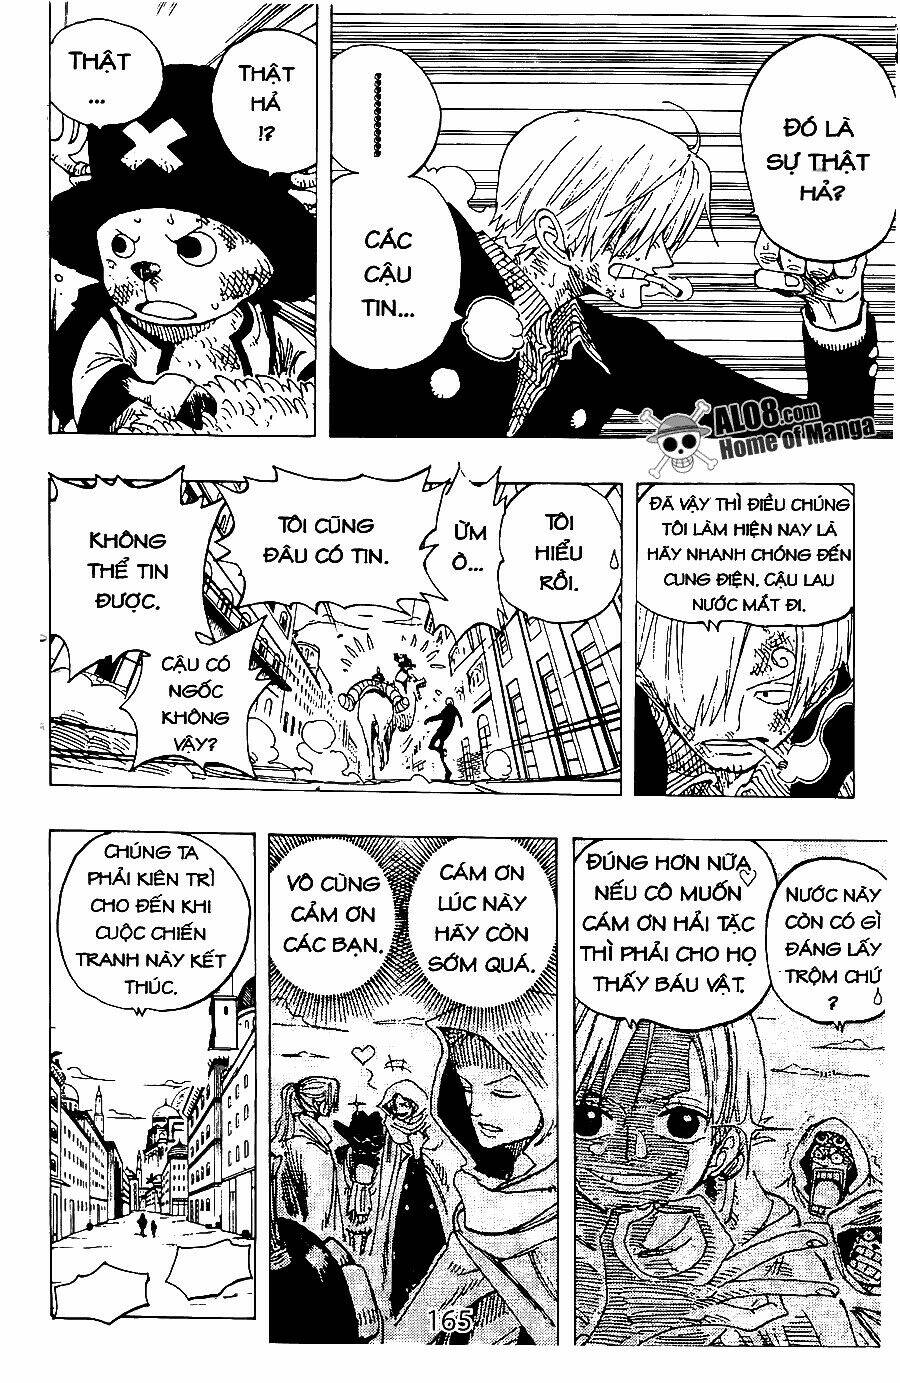 ĐÓ LÀ
SỰ THẬT
HẢ?
CÁC
CẬU
TIN...
THẬT
HẢ
!?
THẬT
...
ALO8.com
Home of Manga
ĐÃ VẬY THÌ ĐIỀU CHÚNG
TÔI LÀM HIỆN NAY LÀ
HÃY NHANH CHÓNG ĐẾN
CUNG ĐIỆN. CẬU LAU
NƯỚC MẮT ĐI.
TÔI
HIỂU
RỒI.
ỪM
Ò...
TÔI CŨNG
ĐÂU CÓ TIN.
KHÔNG
THỂ TIN
ĐƯỢC.
CẬU CÓ
NGỐC
KHÔNG
VẬY?
NƯỚC NÀY
CÒN CÓ GÌ
ĐÁNG LẤY
TRỘM CHỨ
?
ĐÚNG HƠN NỮA
NẾU CÔ MUỐN
CÁM ƠN HẢI TẶC
THÌ PHẢI CHO HỌ
THẤY BÁU VẬT.
CÁM ƠN
LÚC NÀY
HÃY CÒN
SỚM QUÁ.
VÔ CÙNG
CẢM ƠN
CÁC BẠN.
CHÚNG TA
PHẢI KIÊN TRÌ
CHO ĐẾN KHI
CUỘC CHIẾN
TRANH NÀY KẾT
THÚC.
165